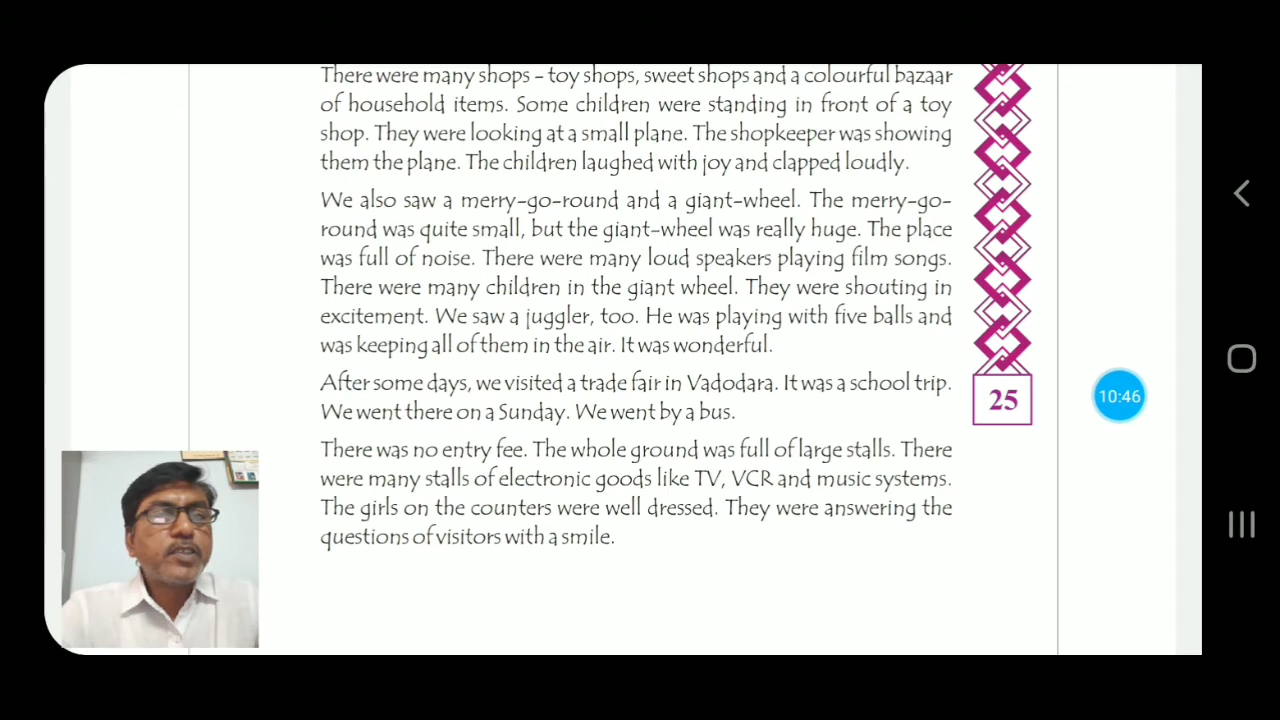 There were many shops – toy shops, sweet shops and a colourful bazaar
of household items. Some children were standing in front of a toy
shop. They were looking at a small plane. The shopkeeper was showing
them the plane. The children laughed with joy and clapped loudly.
We also saw a merry-go-round and a giant-wheel. The merry-go-
round was quite small, but the giant-wheel was really huge. The place
was full of noise. There were many loud speakers playing film songs.
There were many children in the giant wheel. They were shouting in
excitement. We saw a juggler, too. He was playing with five balls and
was keeping all of them in the air. It was wonderful.
After some days, we visited a trade fair in Vadodara. It was a school trip.
We went there on a Sunday. We went by a bus.
25
10:46
There was no entry fee. The whole ground was full of large stalls. There
were many stalls of electronic goods like TV, VCR and music systems.
The girls on the counters were well dressed. They were answering the
questions of visitors with a smile.